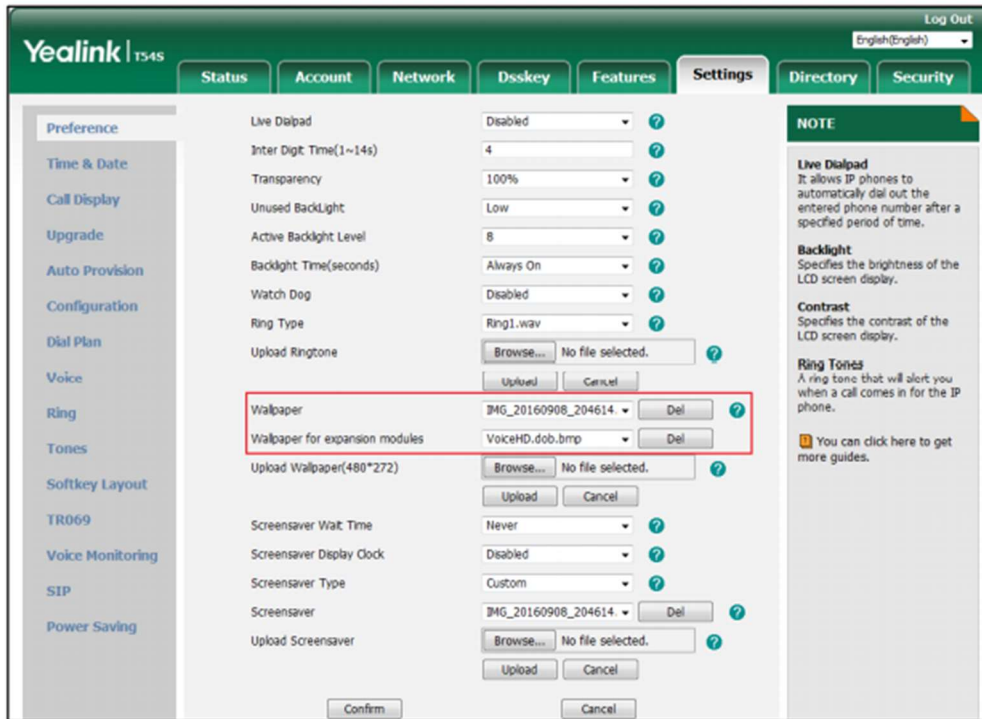 Log Out
English(English)
Yealink | T54S
Status Account Network Dsskey Features Settings Directory Security
Preference
Time & Date
Call Display
Upgrade
Auto Provision
Configuration
Dial Plan
Voice
Ring
Tones
Softkey Layout
TR069
Voice Monitoring
SIP
Power Saving
Live Dialpad Disabled ?
Inter Digit Time(1~14s) 4 ?
Transparency 100% ?
Unused BackLight Low ?
Active Backlight Level 8 ?
Backlight Time(seconds) Always On ?
Watch Dog Disabled ?
Ring Type Ring1.wav ?
Upload Ringtone Browse... No file selected. ?
Upload Cancel
Wallpaper IMG_20160908_204614. Del ?
Wallpaper for expansion modules VoiceHD.dob.bmp Del
Upload Wallpaper(480*272) Browse... No file selected. ?
Upload Cancel
Screensaver Wait Time Never ?
Screensaver Display Clock Disabled ?
Screensaver Type Custom ?
Screensaver IMG_20160908_204614. Del ?
Upload Screensaver Browse... No file selected. ?
Upload Cancel
Confirm Cancel
NOTE
Live Dialpad
It allows IP phones to
automatically dial out the
entered phone number after a
specified period of time.
Backlight
Specifies the brightness of the
LCD screen display.
Contrast
Specifies the contrast of the
LCD screen display.
Ring Tones
A ring tone that will alert you
when a call comes in for the IP
phone.
You can click here to get
more guides.